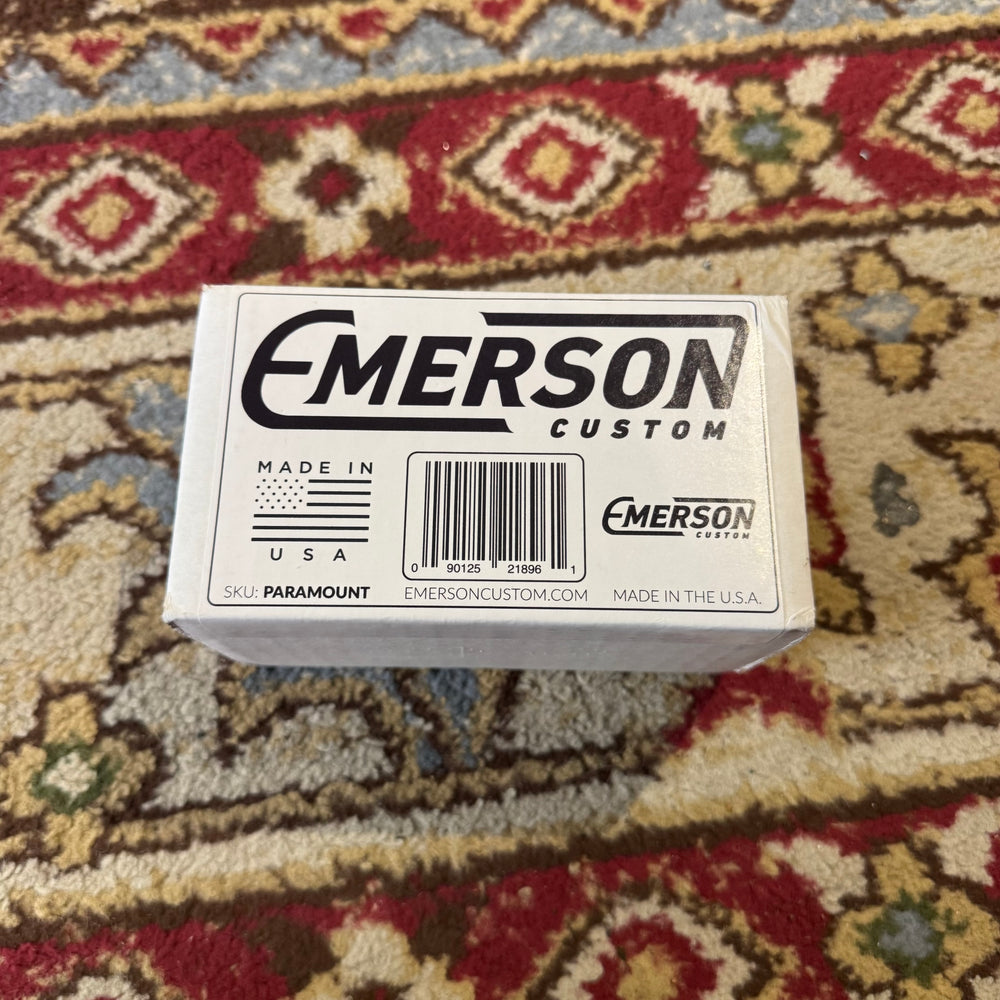 EMERSON
CUSTOM
MADE IN
USA
0 90125 21896 1
EMERSON
CUSTOM
SKU: PARAMOUNT
EMERSONCUSTOM.COM
MADE IN THE U.S.A.